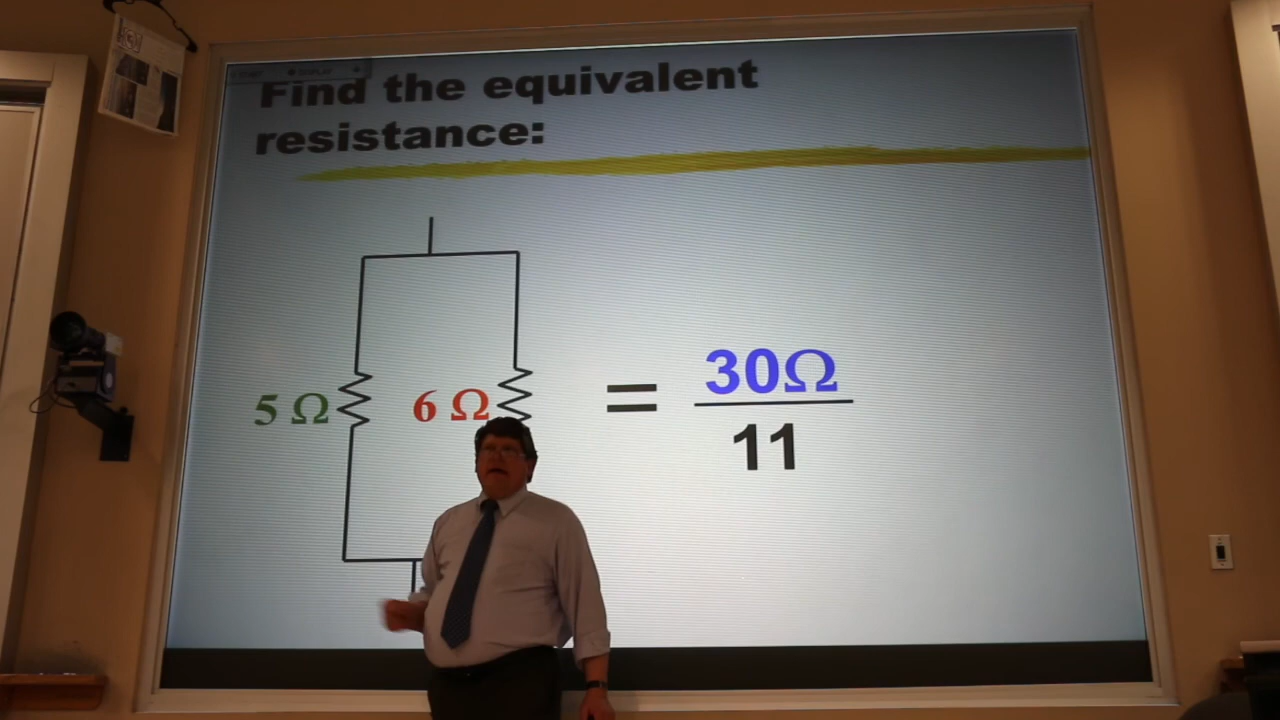 Find the equivalent
resistance:
5 Ω
6 Ω
= 30Ω
11